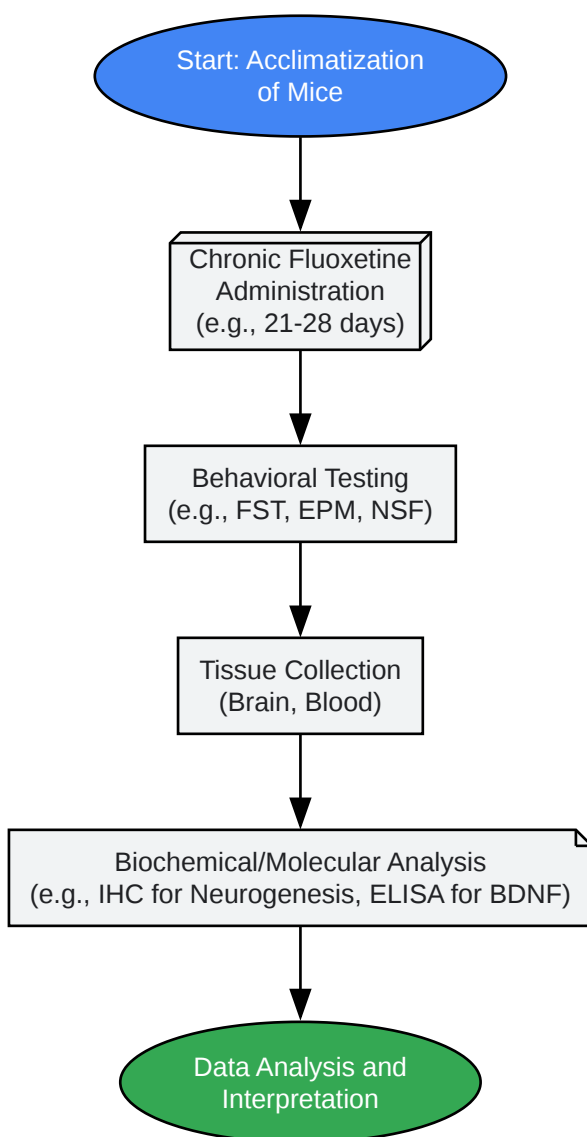 Start: Acclimatization
of Mice
Chronic Fluoxetine
Administration
(e.g., 21-28 days)
Behavioral Testing
(e.g., FST, EPM, NSF)
Tissue Collection
(Brain, Blood)
Biochemical/Molecular Analysis
(e.g., IHC for Neurogenesis, ELISA for BDNF)
Data Analysis and
Interpretation